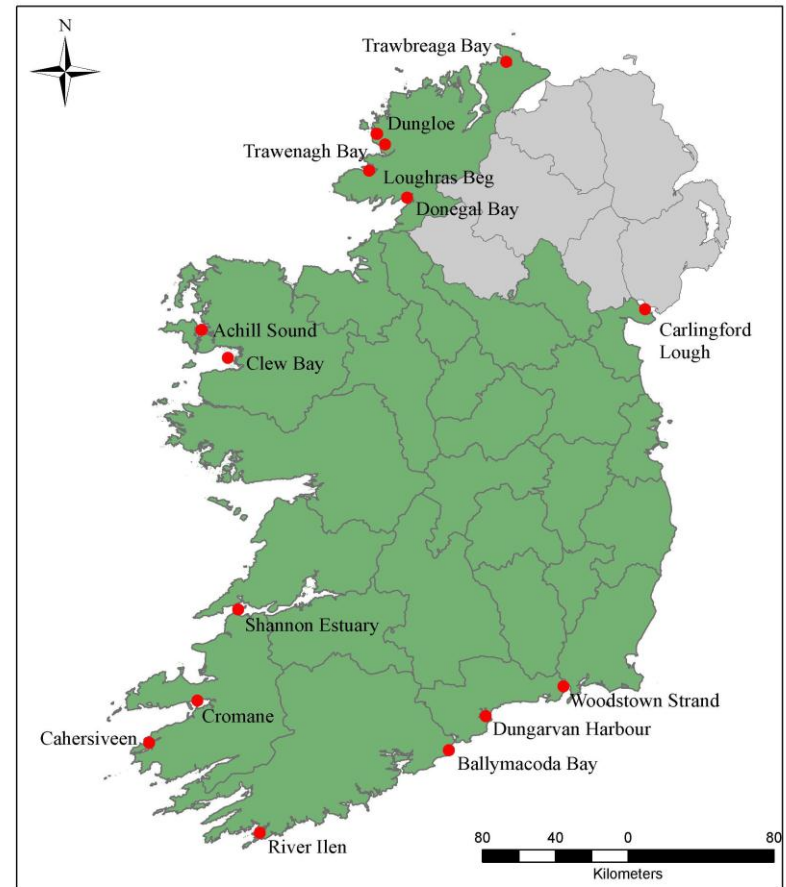 N
Trawbreaga Bay
Dungloe
Trawenagh Bay
Loughras Beg
Donegal Bay
Carlingford
Lough
Achill Sound
Clew Bay
Shannon Estuary
Woodstown Strand
Cromane
Dungarvan Harbour
Cahersiveen
Ballymacoda Bay
River Ilen
80 40 0 80
Kilometers